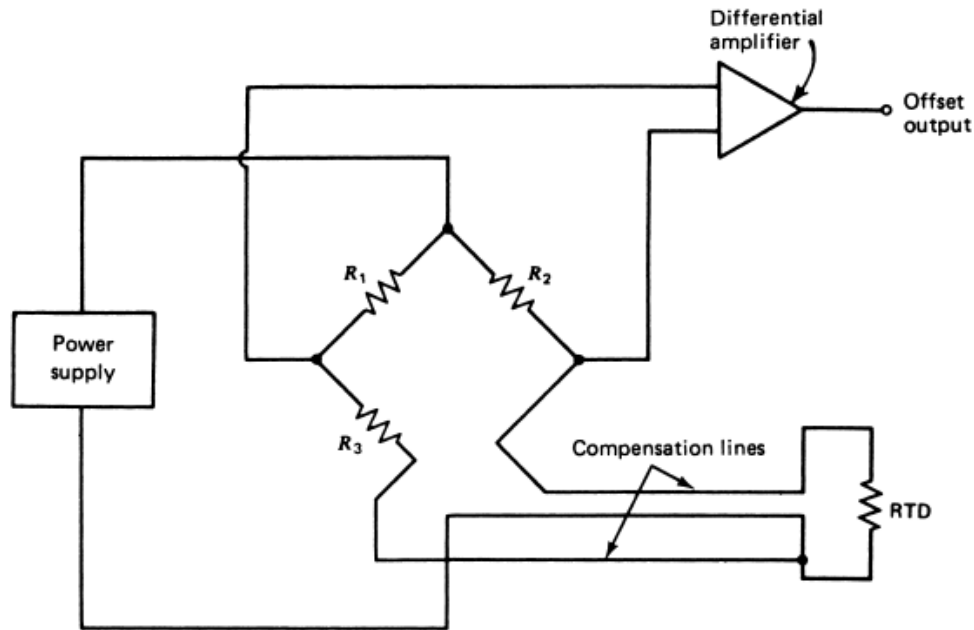 Differential
amplifier
Offset
output
R1
R2
Power
supply
R3
Compensation lines
RTD